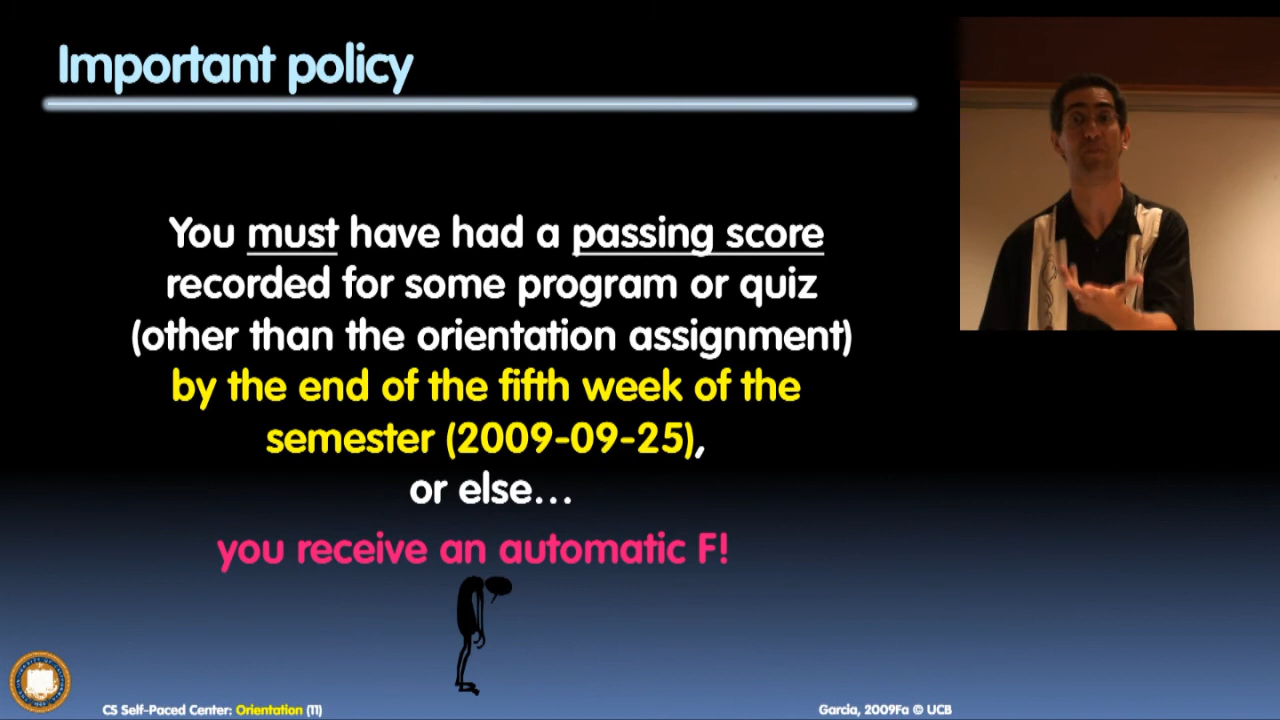 Important policy
You must have had a passing score
recorded for some program or quiz
(other than the orientation assignment)
by the end of the fifth week of the
semester (2009-09-25),
or else…
you receive an automatic F!
CS Self-Paced Center: Orientation (11)
Garcia, 2009Fa © UCB